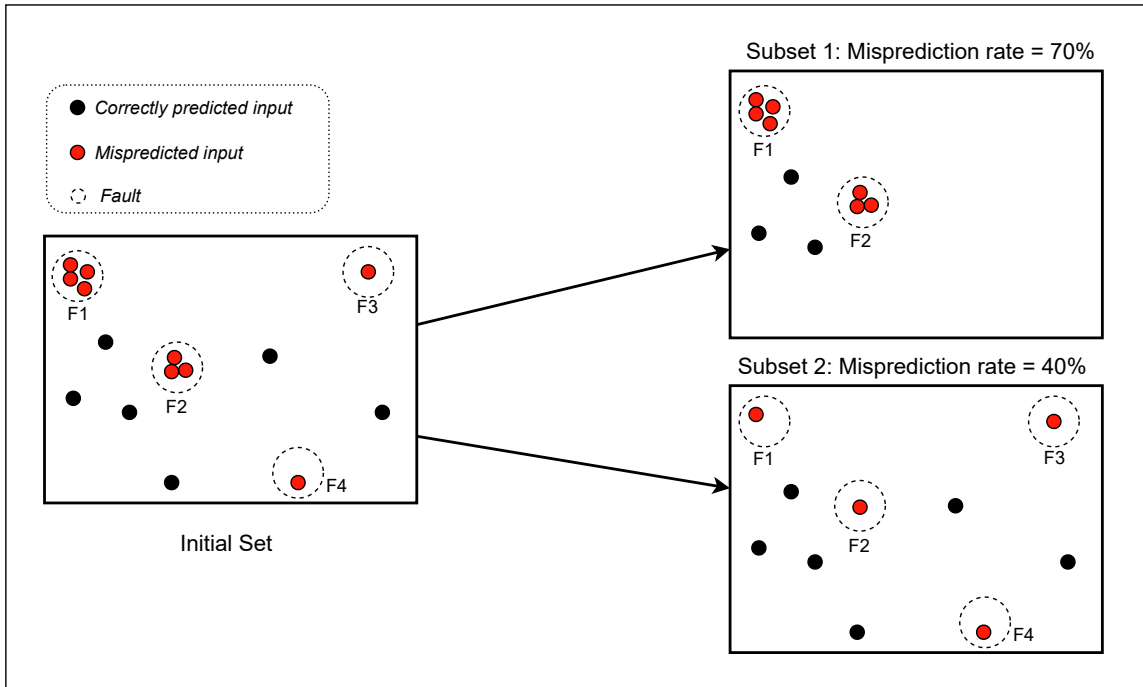 Correctly predicted input
Mispredicted input
Fault
F1
F3
F2
F4
Initial Set
Subset 1: Misprediction rate = 70%
F1
F2
Subset 2: Misprediction rate = 40%
F1
F3
F2
F4